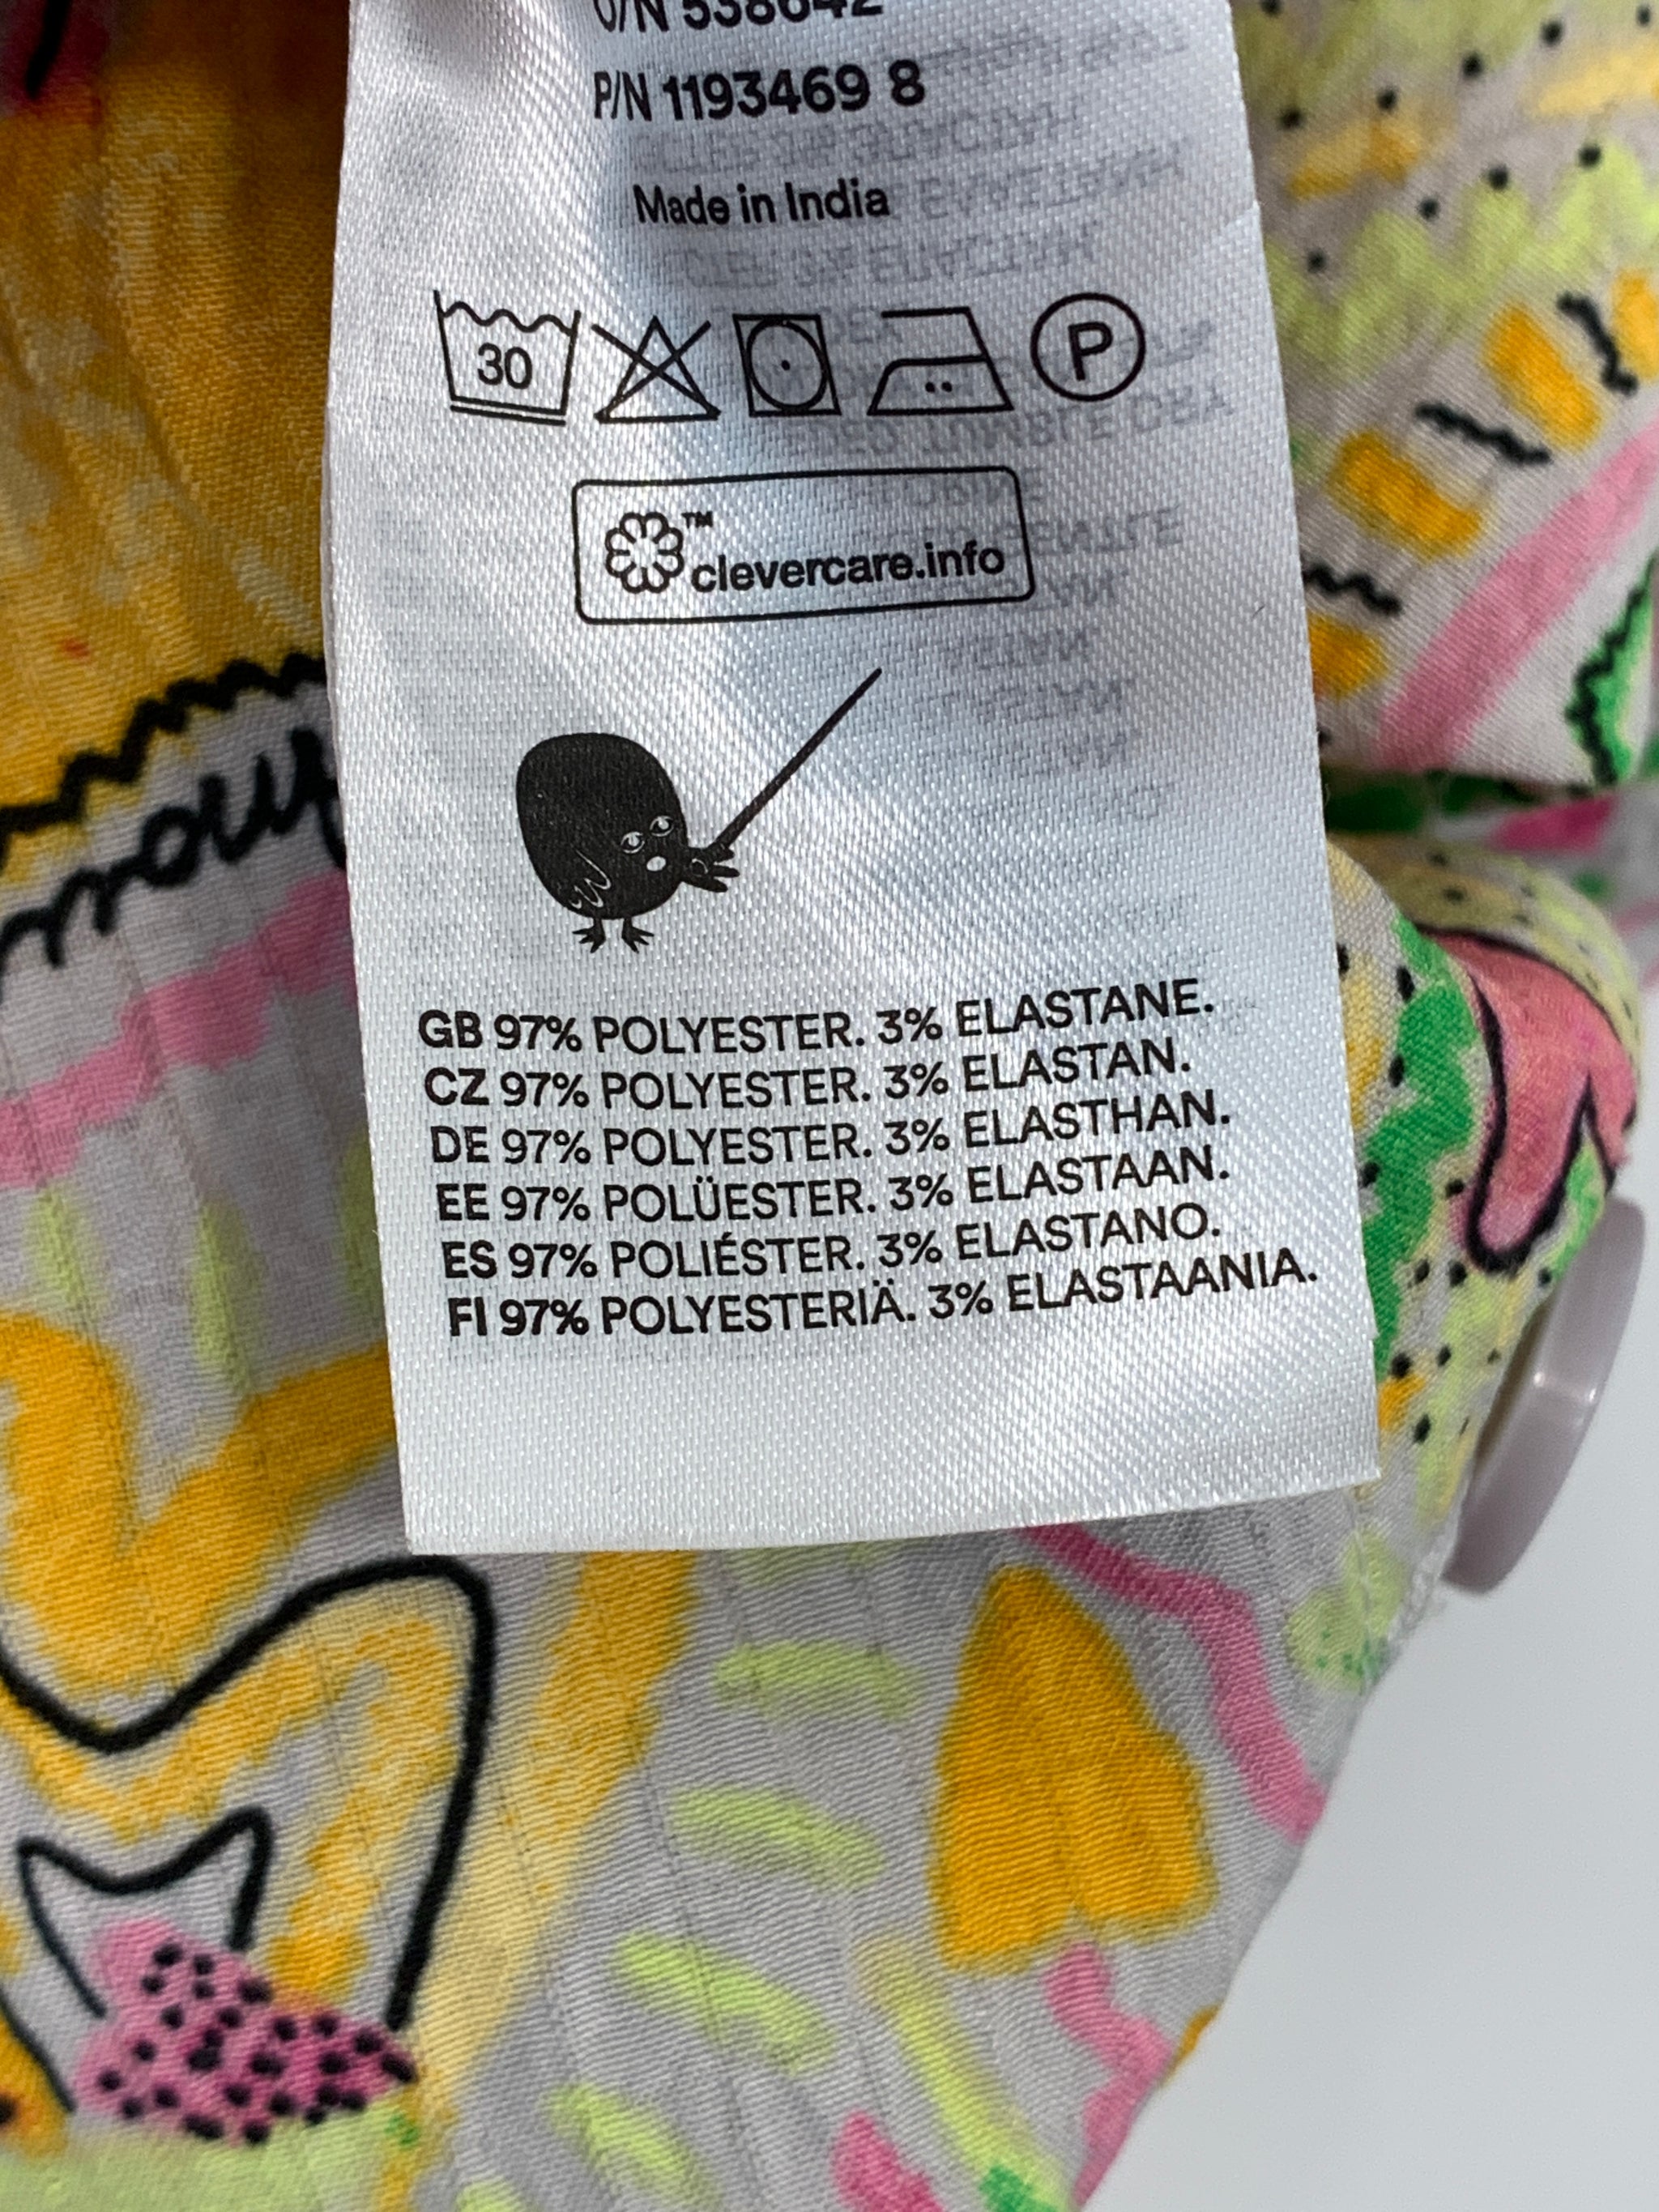 O/N 538642
P/N 1193469 8
Made in India
30
P
™
clevercare.info
GB 97% POLYESTER. 3% ELASTANE.
CZ 97% POLYESTER. 3% ELASTAN.
DE 97% POLYESTER. 3% ELASTHAN.
EE 97% POLÜESTER. 3% ELASTAAN.
ES 97% POLIÉSTER. 3% ELASTANO.
FI 97% POLYESTERIÄ. 3% ELASTAANIA.